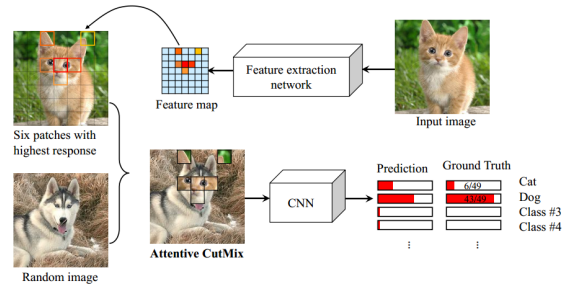 Feature map
Feature extraction
network
Input image
Six patches with
highest response
Random image
Attentive CutMix
CNN
Prediction
Ground Truth
6/49
Cat
43/49
Dog
Class #3
Class #4